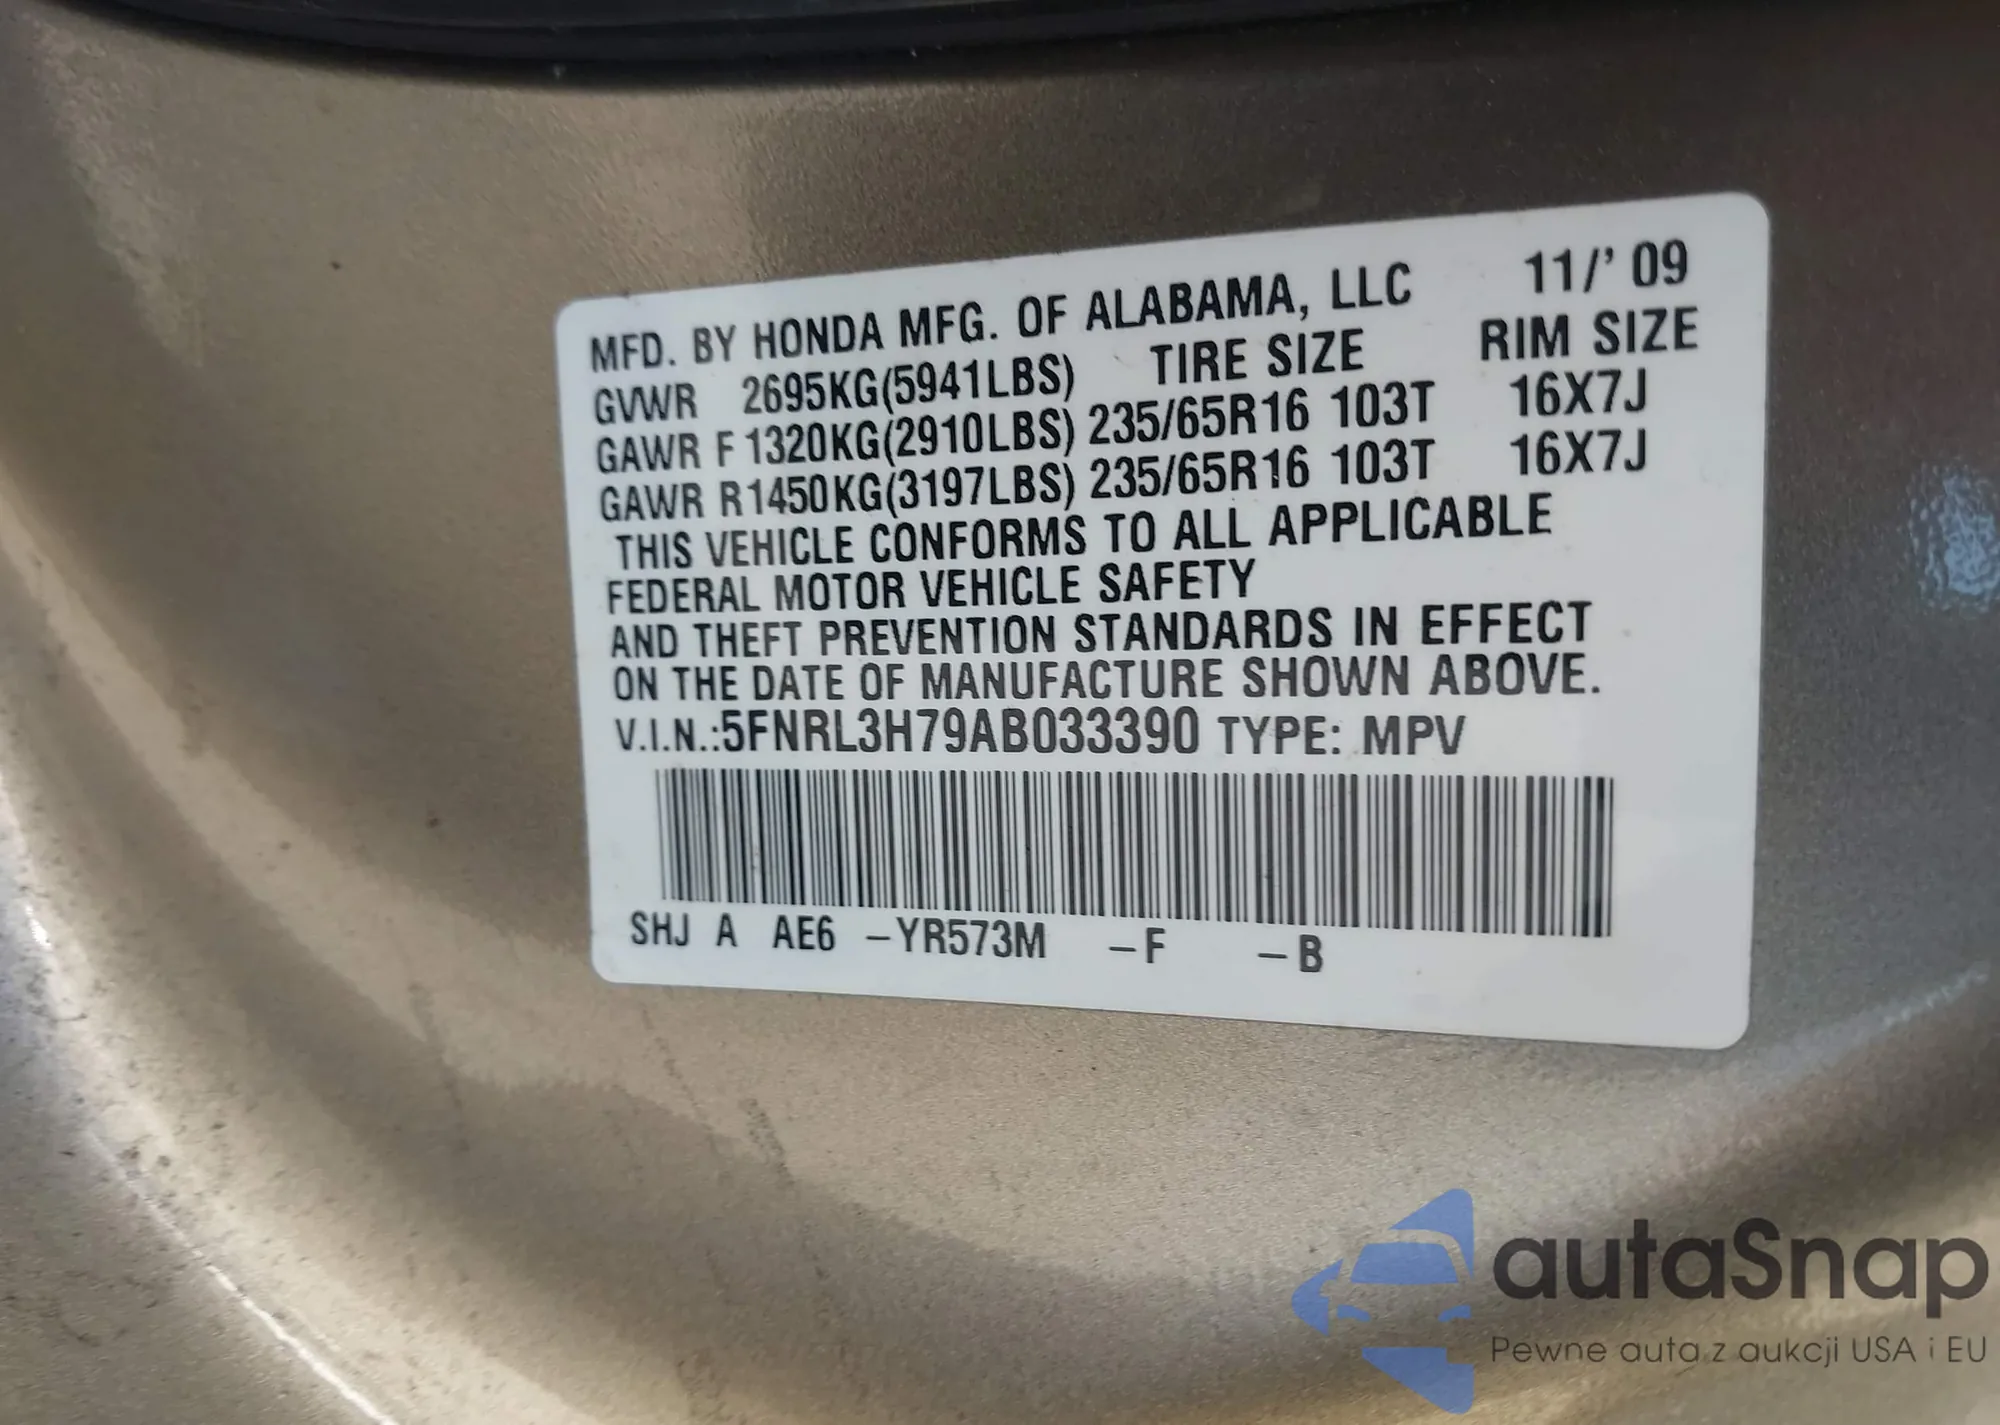 MFD. BY HONDA MFG. OF ALABAMA, LLC 11/' 09
GVWR 2695KG(5941LBS) TIRE SIZE RIM SIZE
GAWR F 1320KG(2910LBS) 235/65R16 103T 16X7J
GAWR R1450KG(3197LBS) 235/65R16 103T 16X7J
THIS VEHICLE CONFORMS TO ALL APPLICABLE
FEDERAL MOTOR VEHICLE SAFETY
AND THEFT PREVENTION STANDARDS IN EFFECT
ON THE DATE OF MANUFACTURE SHOWN ABOVE.
V.I.N.:5FNRL3H79AB033390 TYPE: MPV
SHJ A AE6 –YR573M –F –B
autaSnap
Pewne auta z aukcji USA i EU